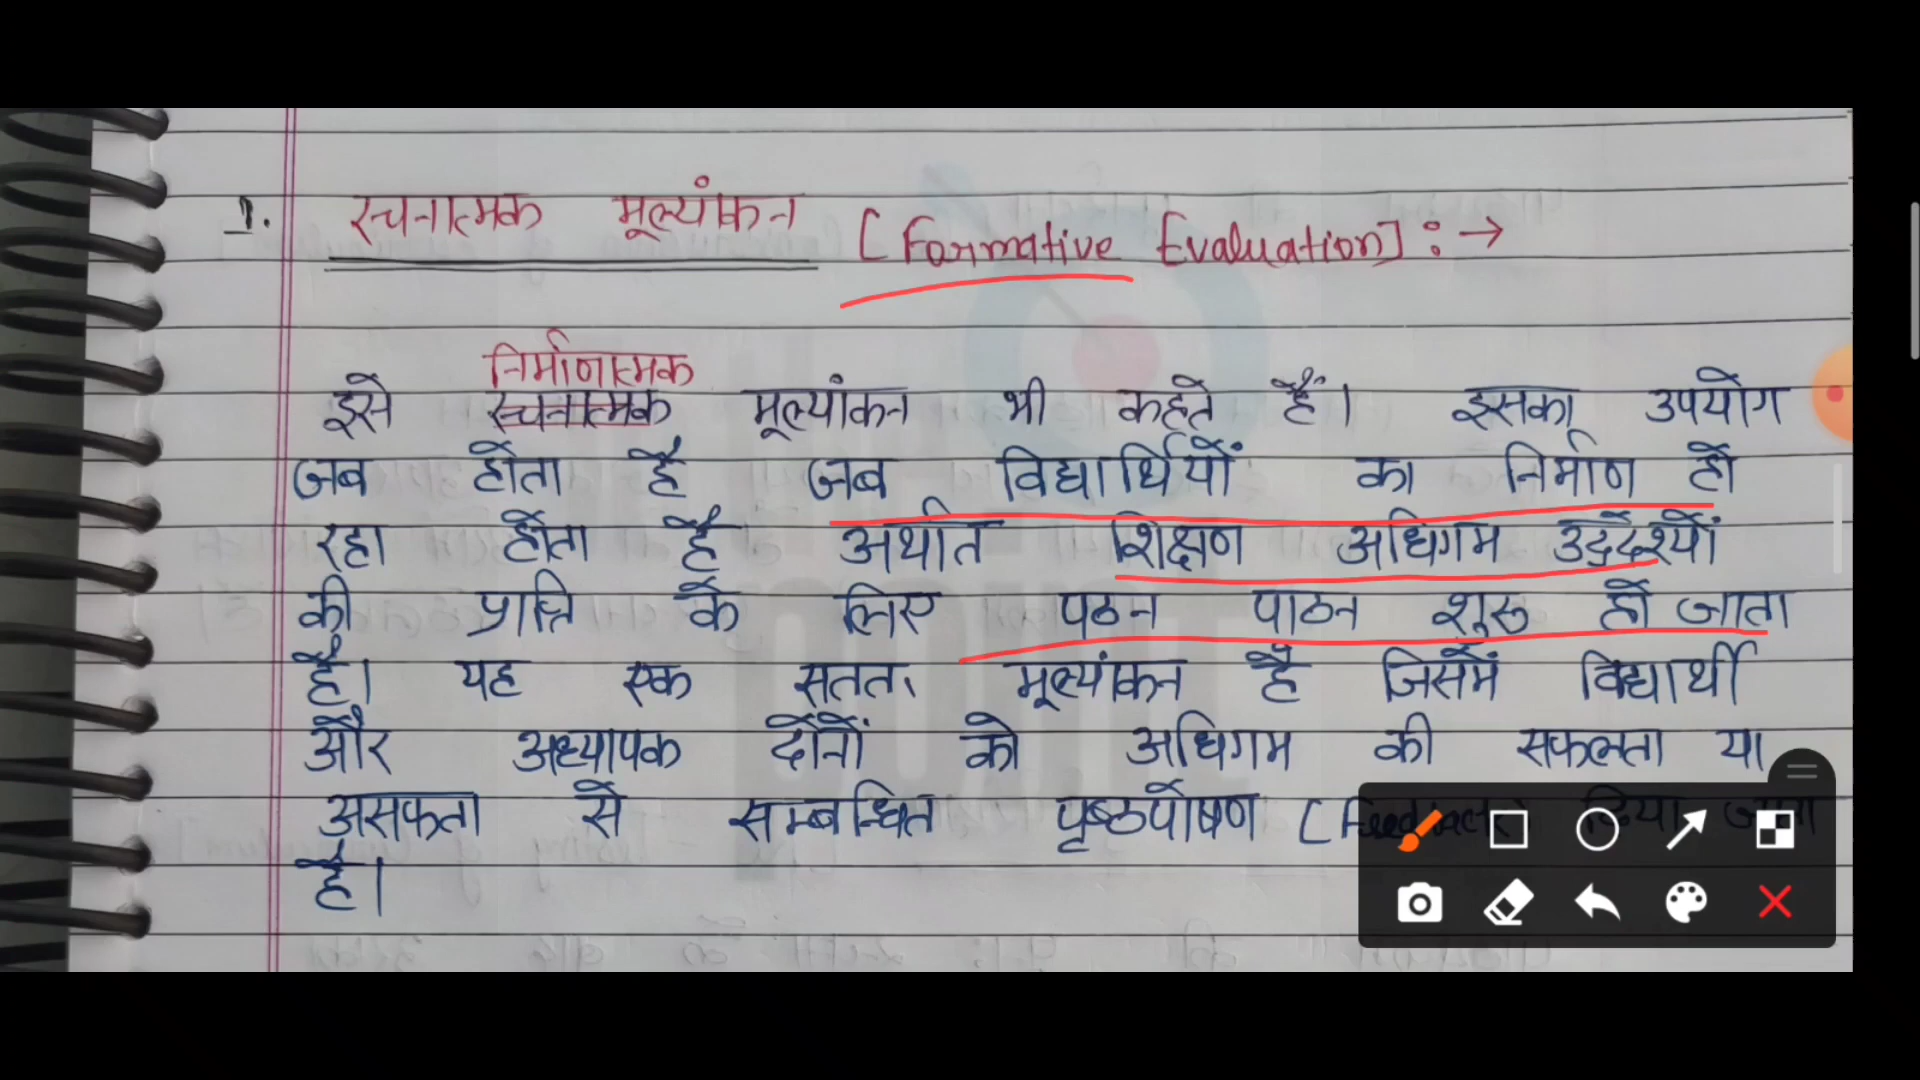 1. रचनात्मक मूल्यांकन [Formative Evaluation] : →
निर्माणात्मक
इसे रचनात्मक मूल्यांकन भी कहते हैं। इसका उपयोग
जब होता है जब विद्यार्थियों का निर्माण हो
रहा होता है अर्थात शिक्षण अधिगम उद्देश्यों
की प्राप्ति के लिए पठन पाठन शुरू हो जाता
है। यह एक सतत मूल्यांकन है जिसमें विद्यार्थी
और अध्यापक दोनों को अधिगम की सफलता या
असफता से सम्बन्धित पृष्ठपोषण [Feedback दिया जाता
है।